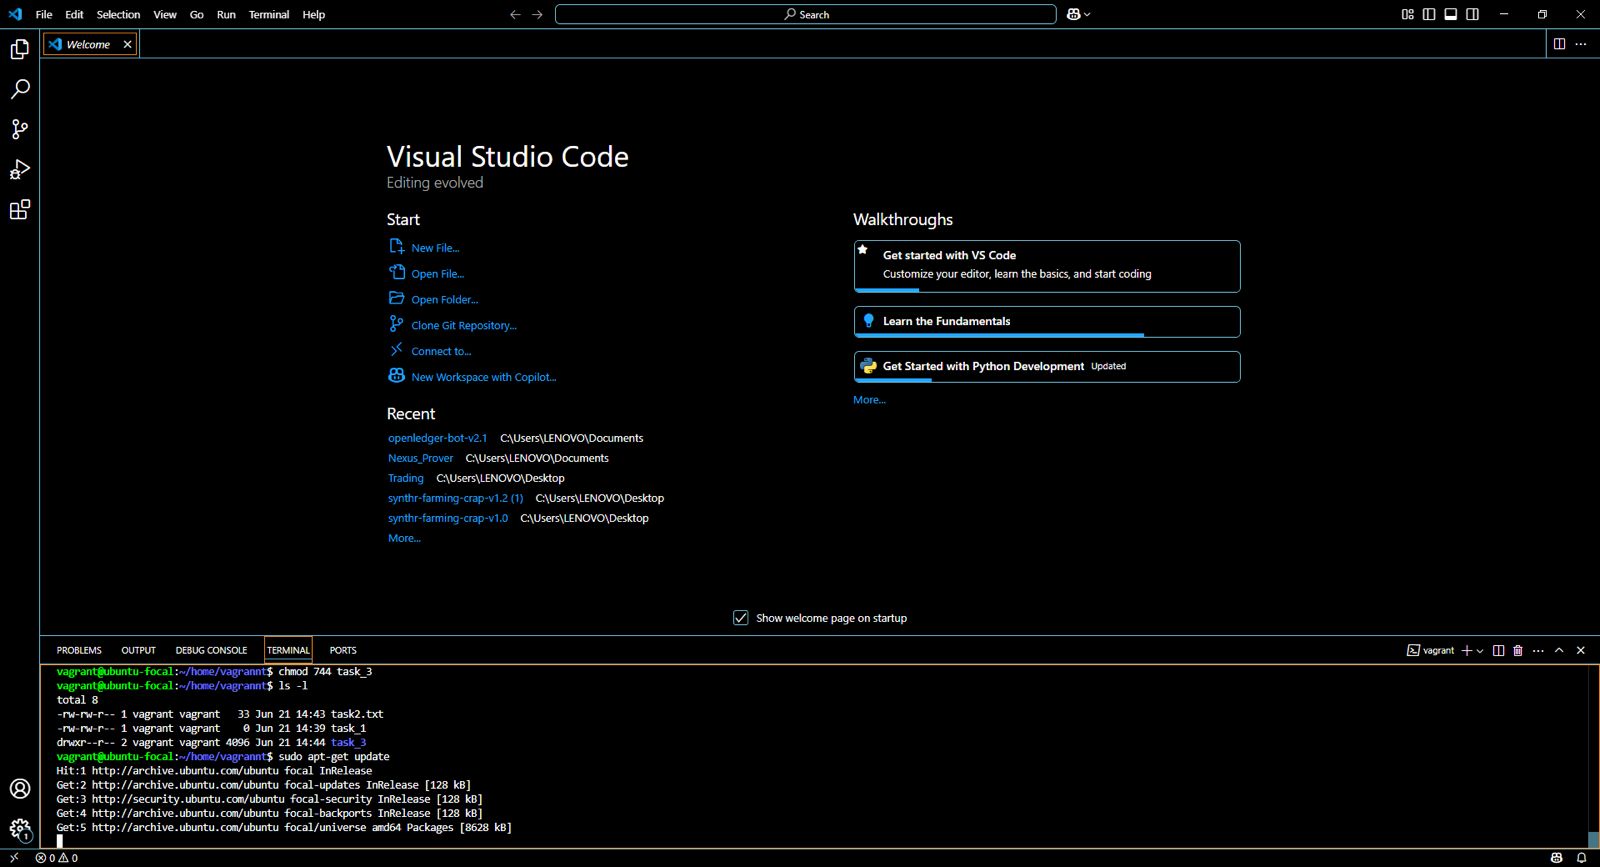 File Edit Selection View Go Run Terminal Help
Search
Welcome
Visual Studio Code
Editing evolved
Start
New File...
Open File...
Open Folder...
Clone Git Repository...
Connect to...
New Workspace with Copilot...
Recent
openledger-bot-v2.1 C:\Users\LENOVO\Documents
Nexus_Prover C:\Users\LENOVO\Documents
Trading C:\Users\LENOVO\Desktop
synthr-farming-crap-v1.2 (1) C:\Users\LENOVO\Desktop
synthr-farming-crap-v1.0 C:\Users\LENOVO\Desktop
More...
Walkthroughs
Get started with VS Code
Customize your editor, learn the basics, and start coding
Learn the Fundamentals
Get Started with Python Development Updated
More...
Show welcome page on startup
PROBLEMS OUTPUT DEBUG CONSOLE TERMINAL PORTS
vagrant
vagrant@ubuntu-focal:~/home/vagrannt$ chmod 744 task_3
vagrant@ubuntu-focal:~/home/vagrannt$ ls -l
total 8
-rw-rw-r-- 1 vagrant vagrant 33 Jun 21 14:43 task2.txt
-rw-rw-r-- 1 vagrant vagrant 0 Jun 21 14:39 task_1
drwxr--r-- 2 vagrant vagrant 4096 Jun 21 14:44 task_3
vagrant@ubuntu-focal:~/home/vagrannt$ sudo apt-get update
Hit:1 http://archive.ubuntu.com/ubuntu focal InRelease
Get:2 http://archive.ubuntu.com/ubuntu focal-updates InRelease [128 kB]
Get:3 http://security.ubuntu.com/ubuntu focal-security InRelease [128 kB]
Get:4 http://archive.ubuntu.com/ubuntu focal-backports InRelease [128 kB]
Get:5 http://archive.ubuntu.com/ubuntu focal/universe amd64 Packages [8628 kB]
1
0 0